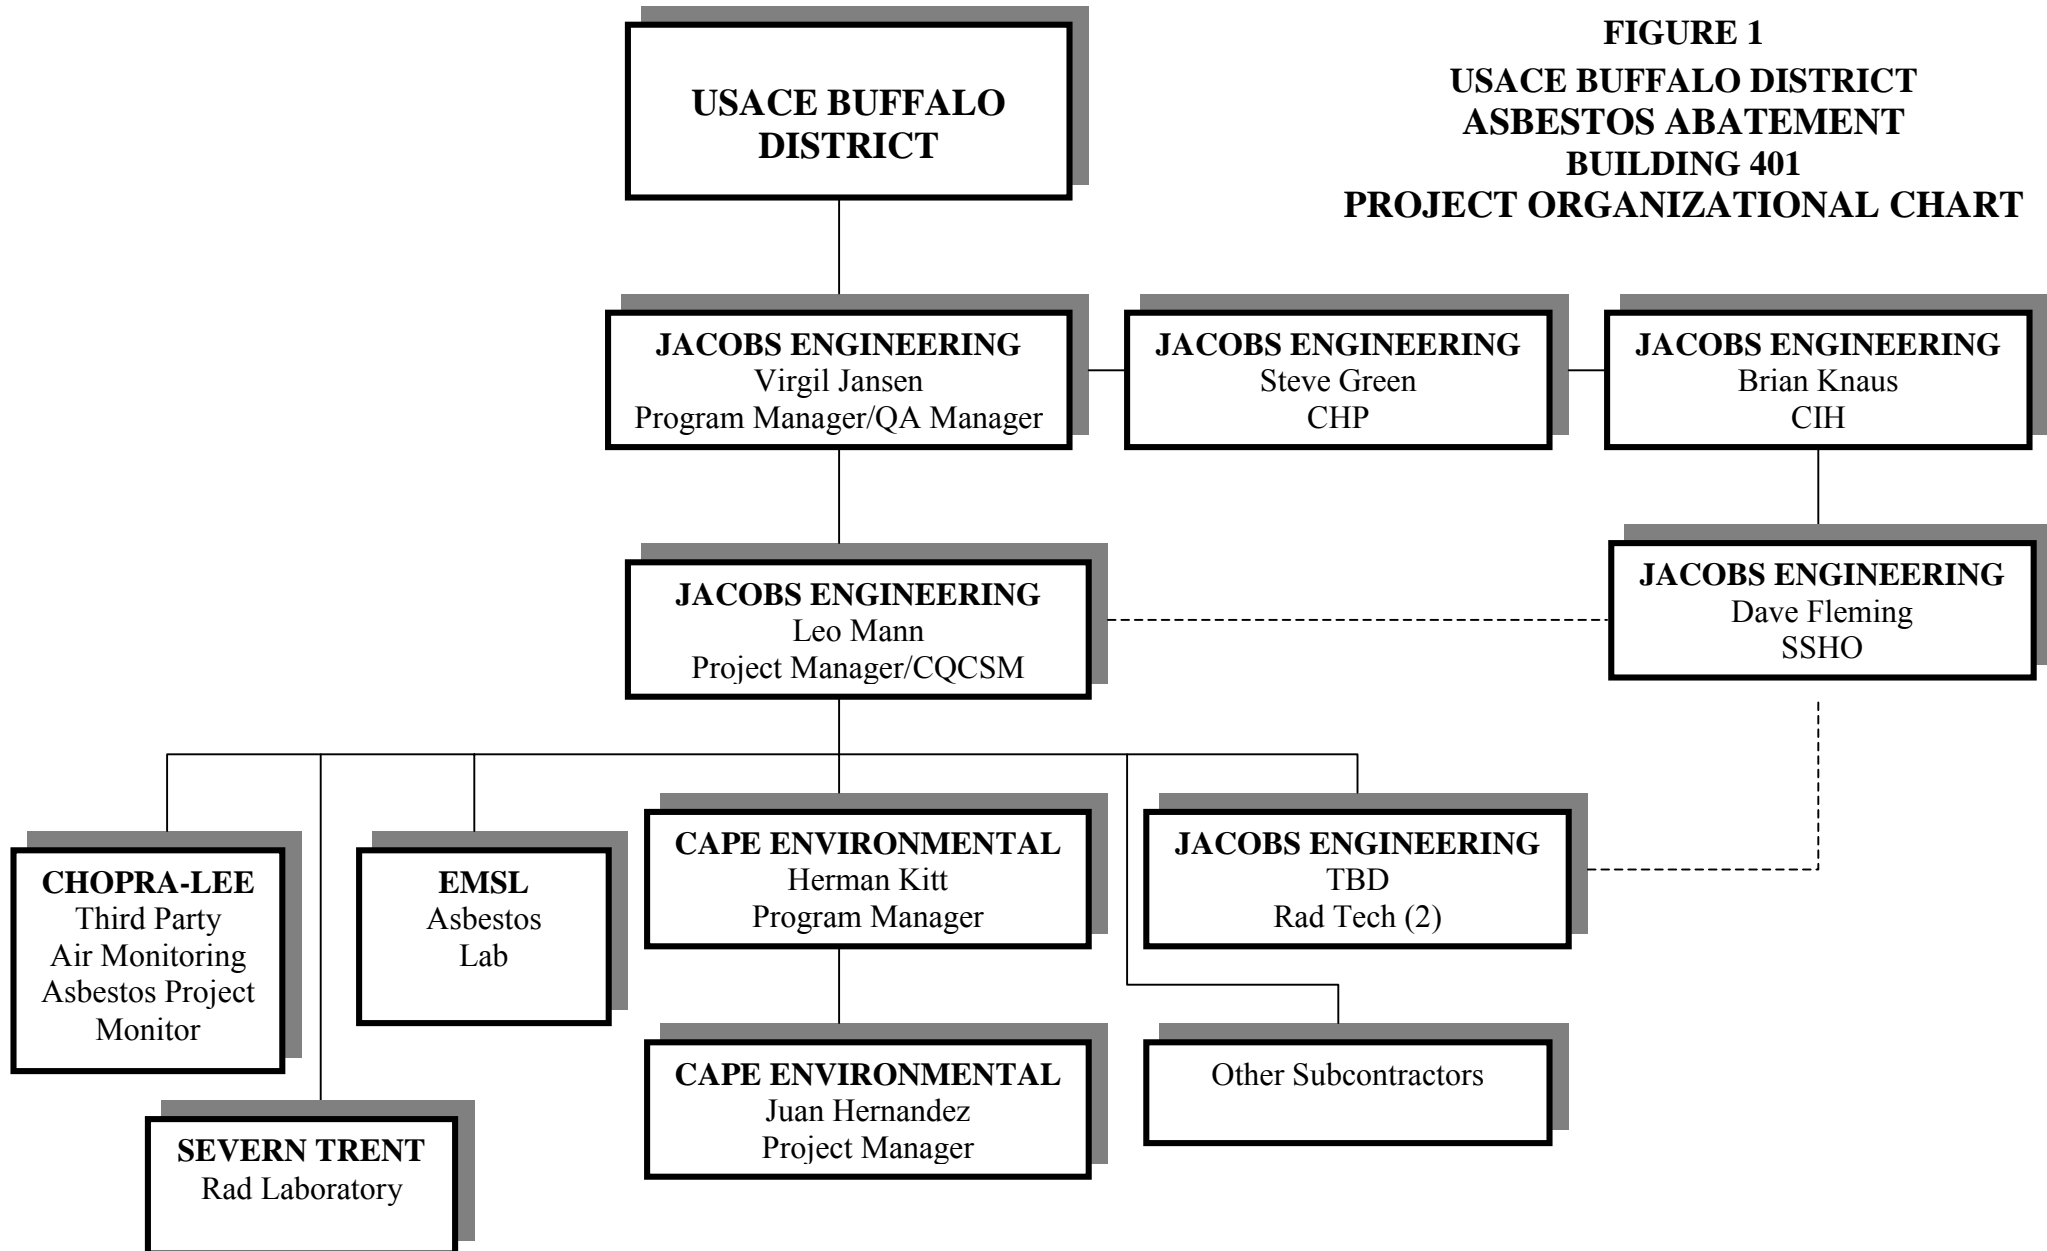 FIGURE 1
USACE BUFFALO DISTRICT
ASBESTOS ABATEMENT
BUILDING 401
PROJECT ORGANIZATIONAL CHART
USACE BUFFALO
DISTRICT
JACOBS ENGINEERING
Virgil Jansen
Program Manager/QA Manager
JACOBS ENGINEERING
Steve Green
CHP
JACOBS ENGINEERING
Brian Knaus
CIH
JACOBS ENGINEERING
Leo Mann
Project Manager/CQCSM
JACOBS ENGINEERING
Dave Fleming
SSHO
CHOPRA-LEE
Third Party
Air Monitoring
Asbestos Project
Monitor
EMSL
Asbestos
Lab
CAPE ENVIRONMENTAL
Herman Kitt
Program Manager
JACOBS ENGINEERING
TBD
Rad Tech (2)
SEVERN TRENT
Rad Laboratory
CAPE ENVIRONMENTAL
Juan Hernandez
Project Manager
Other Subcontractors